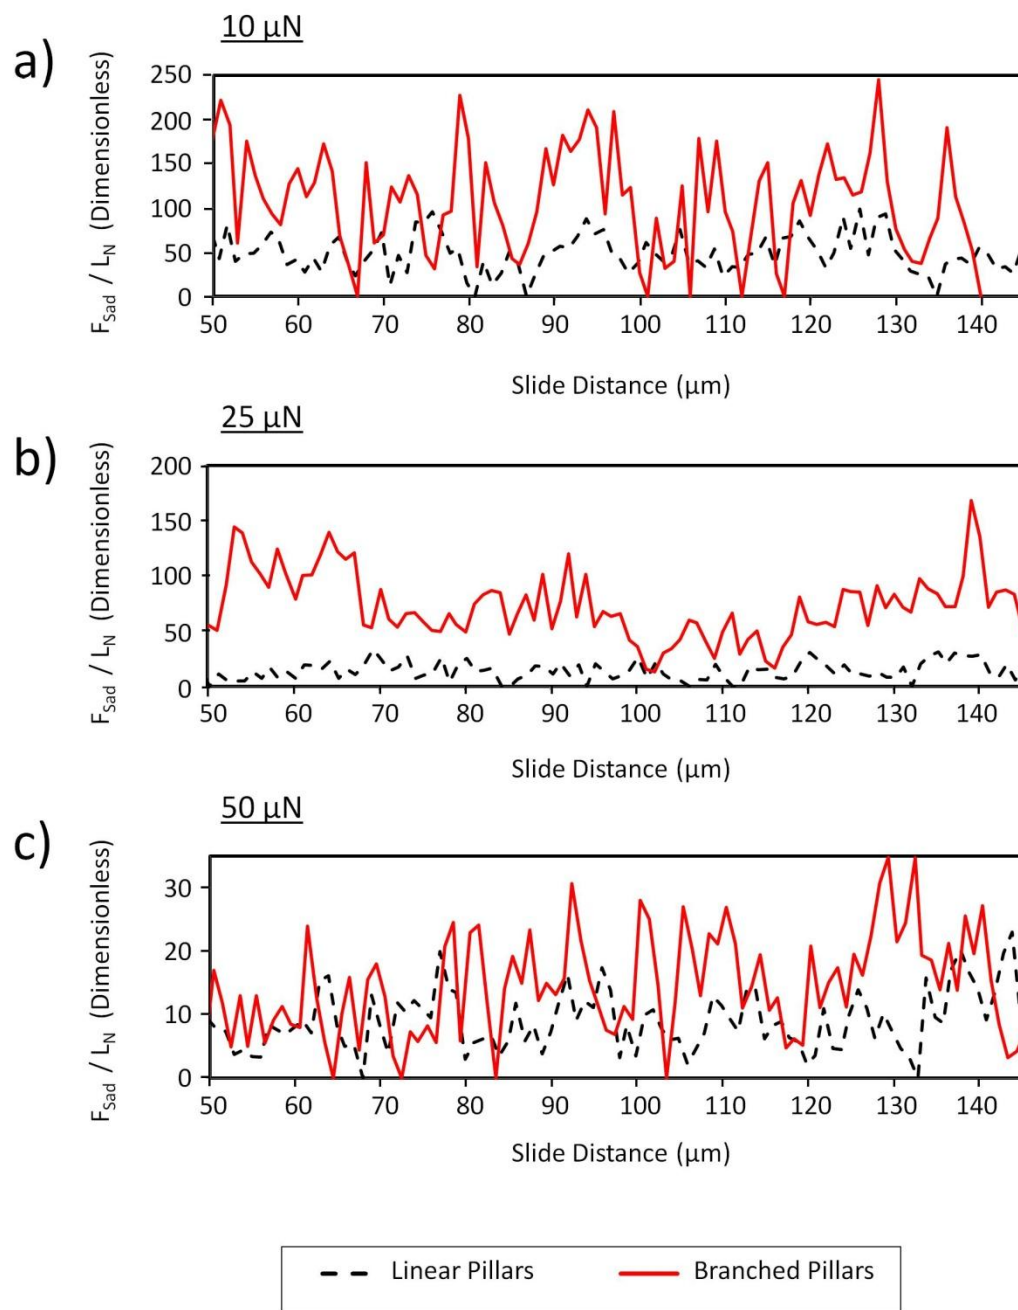 10 µN
a)
F_Sad / L_N (Dimensionless)
250
200
150
100
50
0
50 60 70 80 90 100 110 120 130 140
Slide Distance (µm)
25 µN
b)
F_Sad / L_N (Dimensionless)
200
150
100
50
0
50 60 70 80 90 100 110 120 130 140
Slide Distance (µm)
50 µN
c)
F_Sad / L_N (Dimensionless)
30
20
10
0
50 60 70 80 90 100 110 120 130 140
Slide Distance (µm)
Linear Pillars Branched Pillars